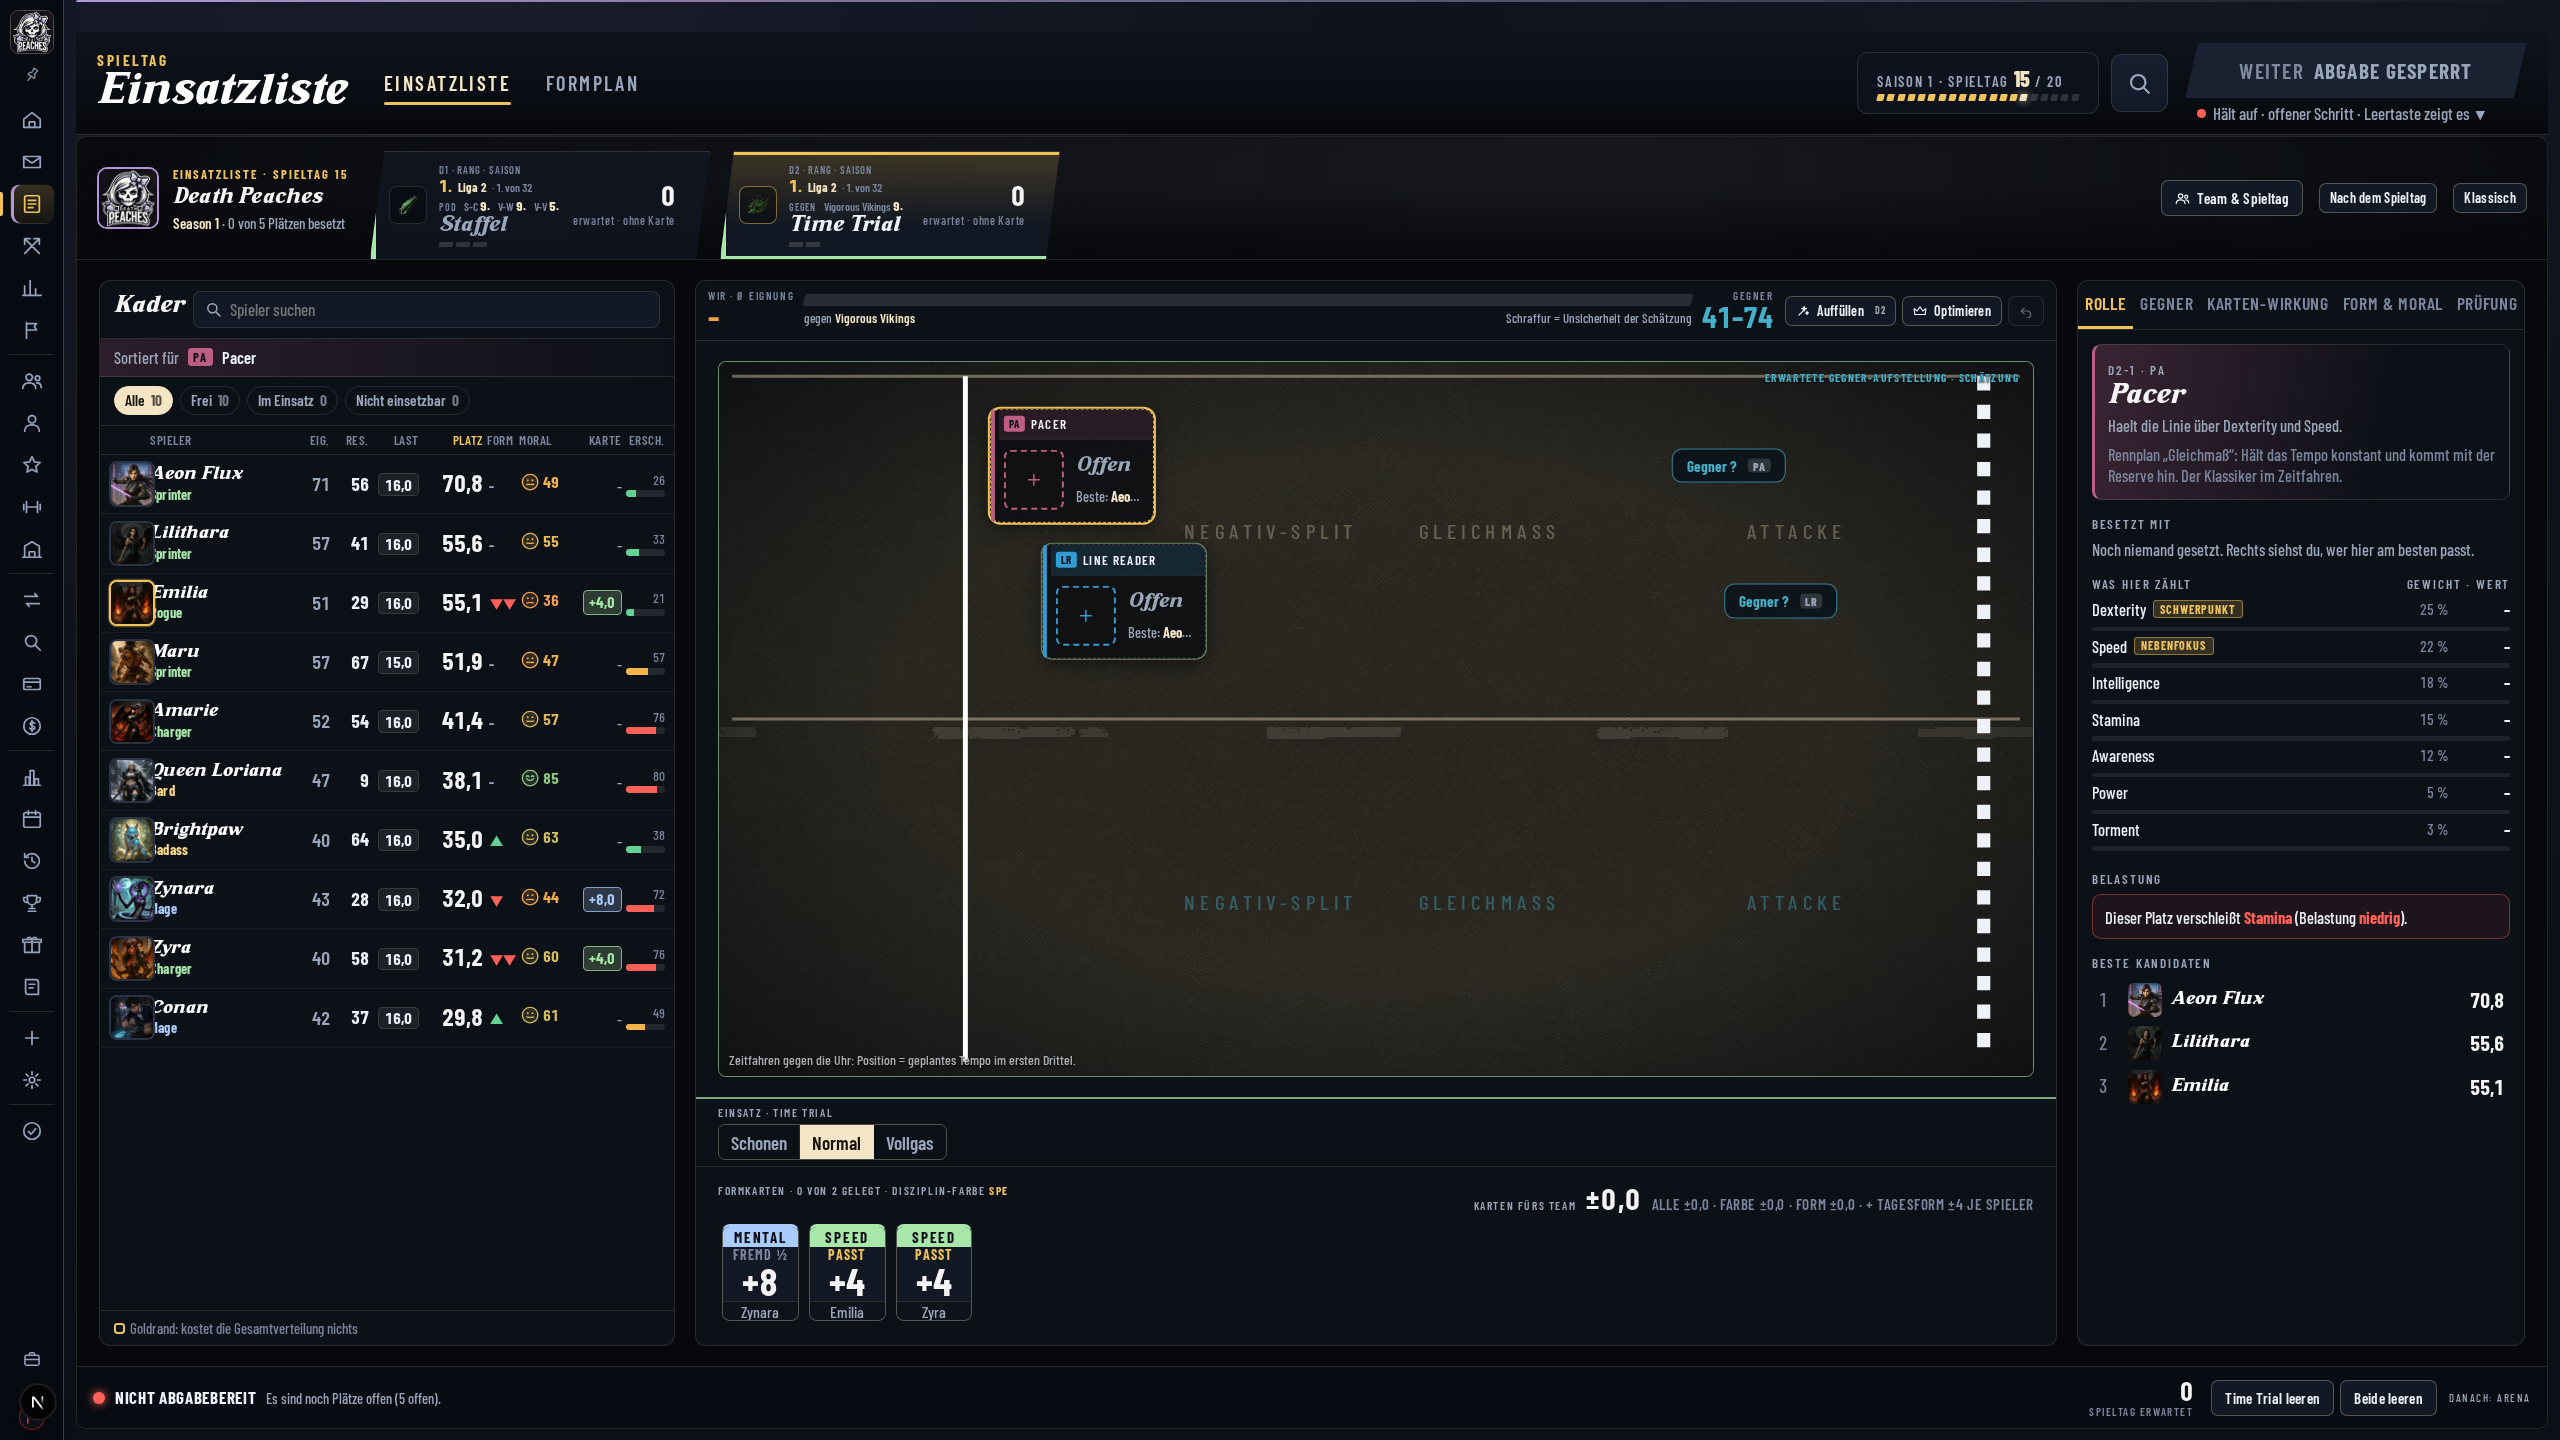 SPIELTAG
Einsatzliste
EINSATZLISTE
FORMPLAN
SAISON 1 · SPIELTAG 15 / 20
WEITER ABGABE GESPERRT
Hält auf · offener Schritt · Leertaste zeigt es ▼
EINSATZLISTE · SPIELTAG 15
Death Peaches
Season 1 · 0 von 5 Plätzen besetzt
D1 · RANG · SAISON
1. Liga 2 · 1. von 32
POD S-C 9. V-W 9. V-V 5.
Staffel
0
erwartet · ohne Karte
D2 · RANG · SAISON
1. Liga 2 · 1. von 32
GEGEN Vigorous Vikings 9.
Time Trial
0
erwartet · ohne Karte
Team & Spieltag
Nach dem Spieltag
Klassisch
Kader
Spieler suchen
Sortiert für PA Pacer
Alle 10
Frei 10
Im Einsatz 0
Nicht einsetzbar 0
SPIELER EIG. RES. LAST PLATZ FORM MORAL KARTE ERSCH.
Aeon Flux
Sprinter
71 56 16,0 70,8 - 49 - 26
Lilithara
Sprinter
57 41 16,0 55,6 - 55 - 33
Emilia
Rogue
51 29 16,0 55,1 ▼▼ 36 +4,0 21
Maru
Sprinter
57 67 15,0 51,9 - 47 - 57
Amarie
Charger
52 54 16,0 41,4 - 57 - 76
Queen Loriana
Bard
47 9 16,0 38,1 - 85 - 80
Brightpaw
Badass
40 64 16,0 35,0 ▲ 63 - 38
Zynara
Mage
43 28 16,0 32,0 ▼ 44 +8,0 72
Zyra
Charger
40 58 16,0 31,2 ▼▼ 60 +4,0 76
Conan
Mage
42 37 16,0 29,8 ▲ 61 - 49
Goldrand: kostet die Gesamtverteilung nichts
WIR · Ø EIGNUNG
–
gegen Vigorous Vikings
Schraffur = Unsicherheit der Schätzung
GEGNER
41–74
Auffüllen D2
Optimieren
ERWARTETE GEGNER-AUFSTELLUNG · SCHÄTZUNG
PA PACER
+
Offen
Beste: Aeo...
LR LINE READER
+
Offen
Beste: Aeo...
Gegner ? PA
Gegner ? LR
NEGATIV-SPLIT GLEICHMASS ATTACKE
NEGATIV-SPLIT GLEICHMASS ATTACKE
Zeitfahren gegen die Uhr: Position = geplantes Tempo im ersten Drittel.
EINSATZ · TIME TRIAL
Schonen
Normal
Vollgas
FORMKARTEN · 0 VON 2 GELEGT · DISZIPLIN-FARBE SPE
KARTEN FÜRS TEAM ±0,0 ALLE ±0,0 · FARBE ±0,0 · FORM ±0,0 · + TAGESFORM ±4 JE SPIELER
MENTAL
FREMD ½
+8
Zynara
SPEED
PASST
+4
Emilia
SPEED
PASST
+4
Zyra
ROLLE
GEGNER
KARTEN-WIRKUNG
FORM & MORAL
PRÜFUNG
D2-1 · PA
Pacer
Haelt die Linie über Dexterity und Speed.
Rennplan „Gleichmaß“: Hält das Tempo konstant und kommt mit der
Reserve hin. Der Klassiker im Zeitfahren.
BESETZT MIT
Noch niemand gesetzt. Rechts siehst du, wer hier am besten passt.
WAS HIER ZÄHLT
GEWICHT · WERT
Dexterity SCHWERPUNKT 25 % –
Speed NEBENFOKUS 22 % –
Intelligence 18 % –
Stamina 15 % –
Awareness 12 % –
Power 5 % –
Torment 3 % –
BELASTUNG
Dieser Platz verschleißt Stamina (Belastung niedrig).
BESTE KANDIDATEN
1 Aeon Flux 70,8
2 Lilithara 55,6
3 Emilia 55,1
NICHT ABGABEBEREIT Es sind noch Plätze offen (5 offen).
0
SPIELTAG ERWARTET
Time Trial leeren
Beide leeren
DANACH: ARENA
N